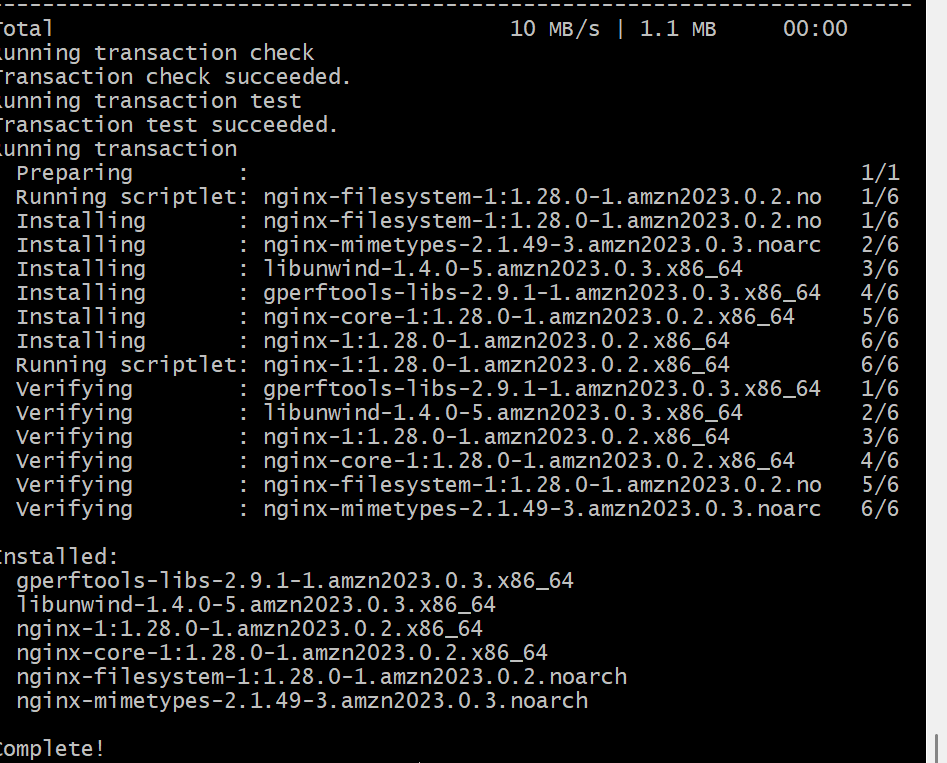 --------------------------------------------------------------------------------
Total 10 MB/s | 1.1 MB 00:00
Running transaction check
Transaction check succeeded.
Running transaction test
Transaction test succeeded.
Running transaction
Preparing : 1/1
Running scriptlet: nginx-filesystem-1:1.28.0-1.amzn2023.0.2.no 1/6
Installing : nginx-filesystem-1:1.28.0-1.amzn2023.0.2.no 1/6
Installing : nginx-mimetypes-2.1.49-3.amzn2023.0.3.noarc 2/6
Installing : libunwind-1.4.0-5.amzn2023.0.3.x86_64 3/6
Installing : gperftools-libs-2.9.1-1.amzn2023.0.3.x86_64 4/6
Installing : nginx-core-1:1.28.0-1.amzn2023.0.2.x86_64 5/6
Installing : nginx-1:1.28.0-1.amzn2023.0.2.x86_64 6/6
Running scriptlet: nginx-1:1.28.0-1.amzn2023.0.2.x86_64 6/6
Verifying : gperftools-libs-2.9.1-1.amzn2023.0.3.x86_64 1/6
Verifying : libunwind-1.4.0-5.amzn2023.0.3.x86_64 2/6
Verifying : nginx-1:1.28.0-1.amzn2023.0.2.x86_64 3/6
Verifying : nginx-core-1:1.28.0-1.amzn2023.0.2.x86_64 4/6
Verifying : nginx-filesystem-1:1.28.0-1.amzn2023.0.2.no 5/6
Verifying : nginx-mimetypes-2.1.49-3.amzn2023.0.3.noarc 6/6
Installed:
gperftools-libs-2.9.1-1.amzn2023.0.3.x86_64
libunwind-1.4.0-5.amzn2023.0.3.x86_64
nginx-1:1.28.0-1.amzn2023.0.2.x86_64
nginx-core-1:1.28.0-1.amzn2023.0.2.x86_64
nginx-filesystem-1:1.28.0-1.amzn2023.0.2.noarch
nginx-mimetypes-2.1.49-3.amzn2023.0.3.noarch
Complete!